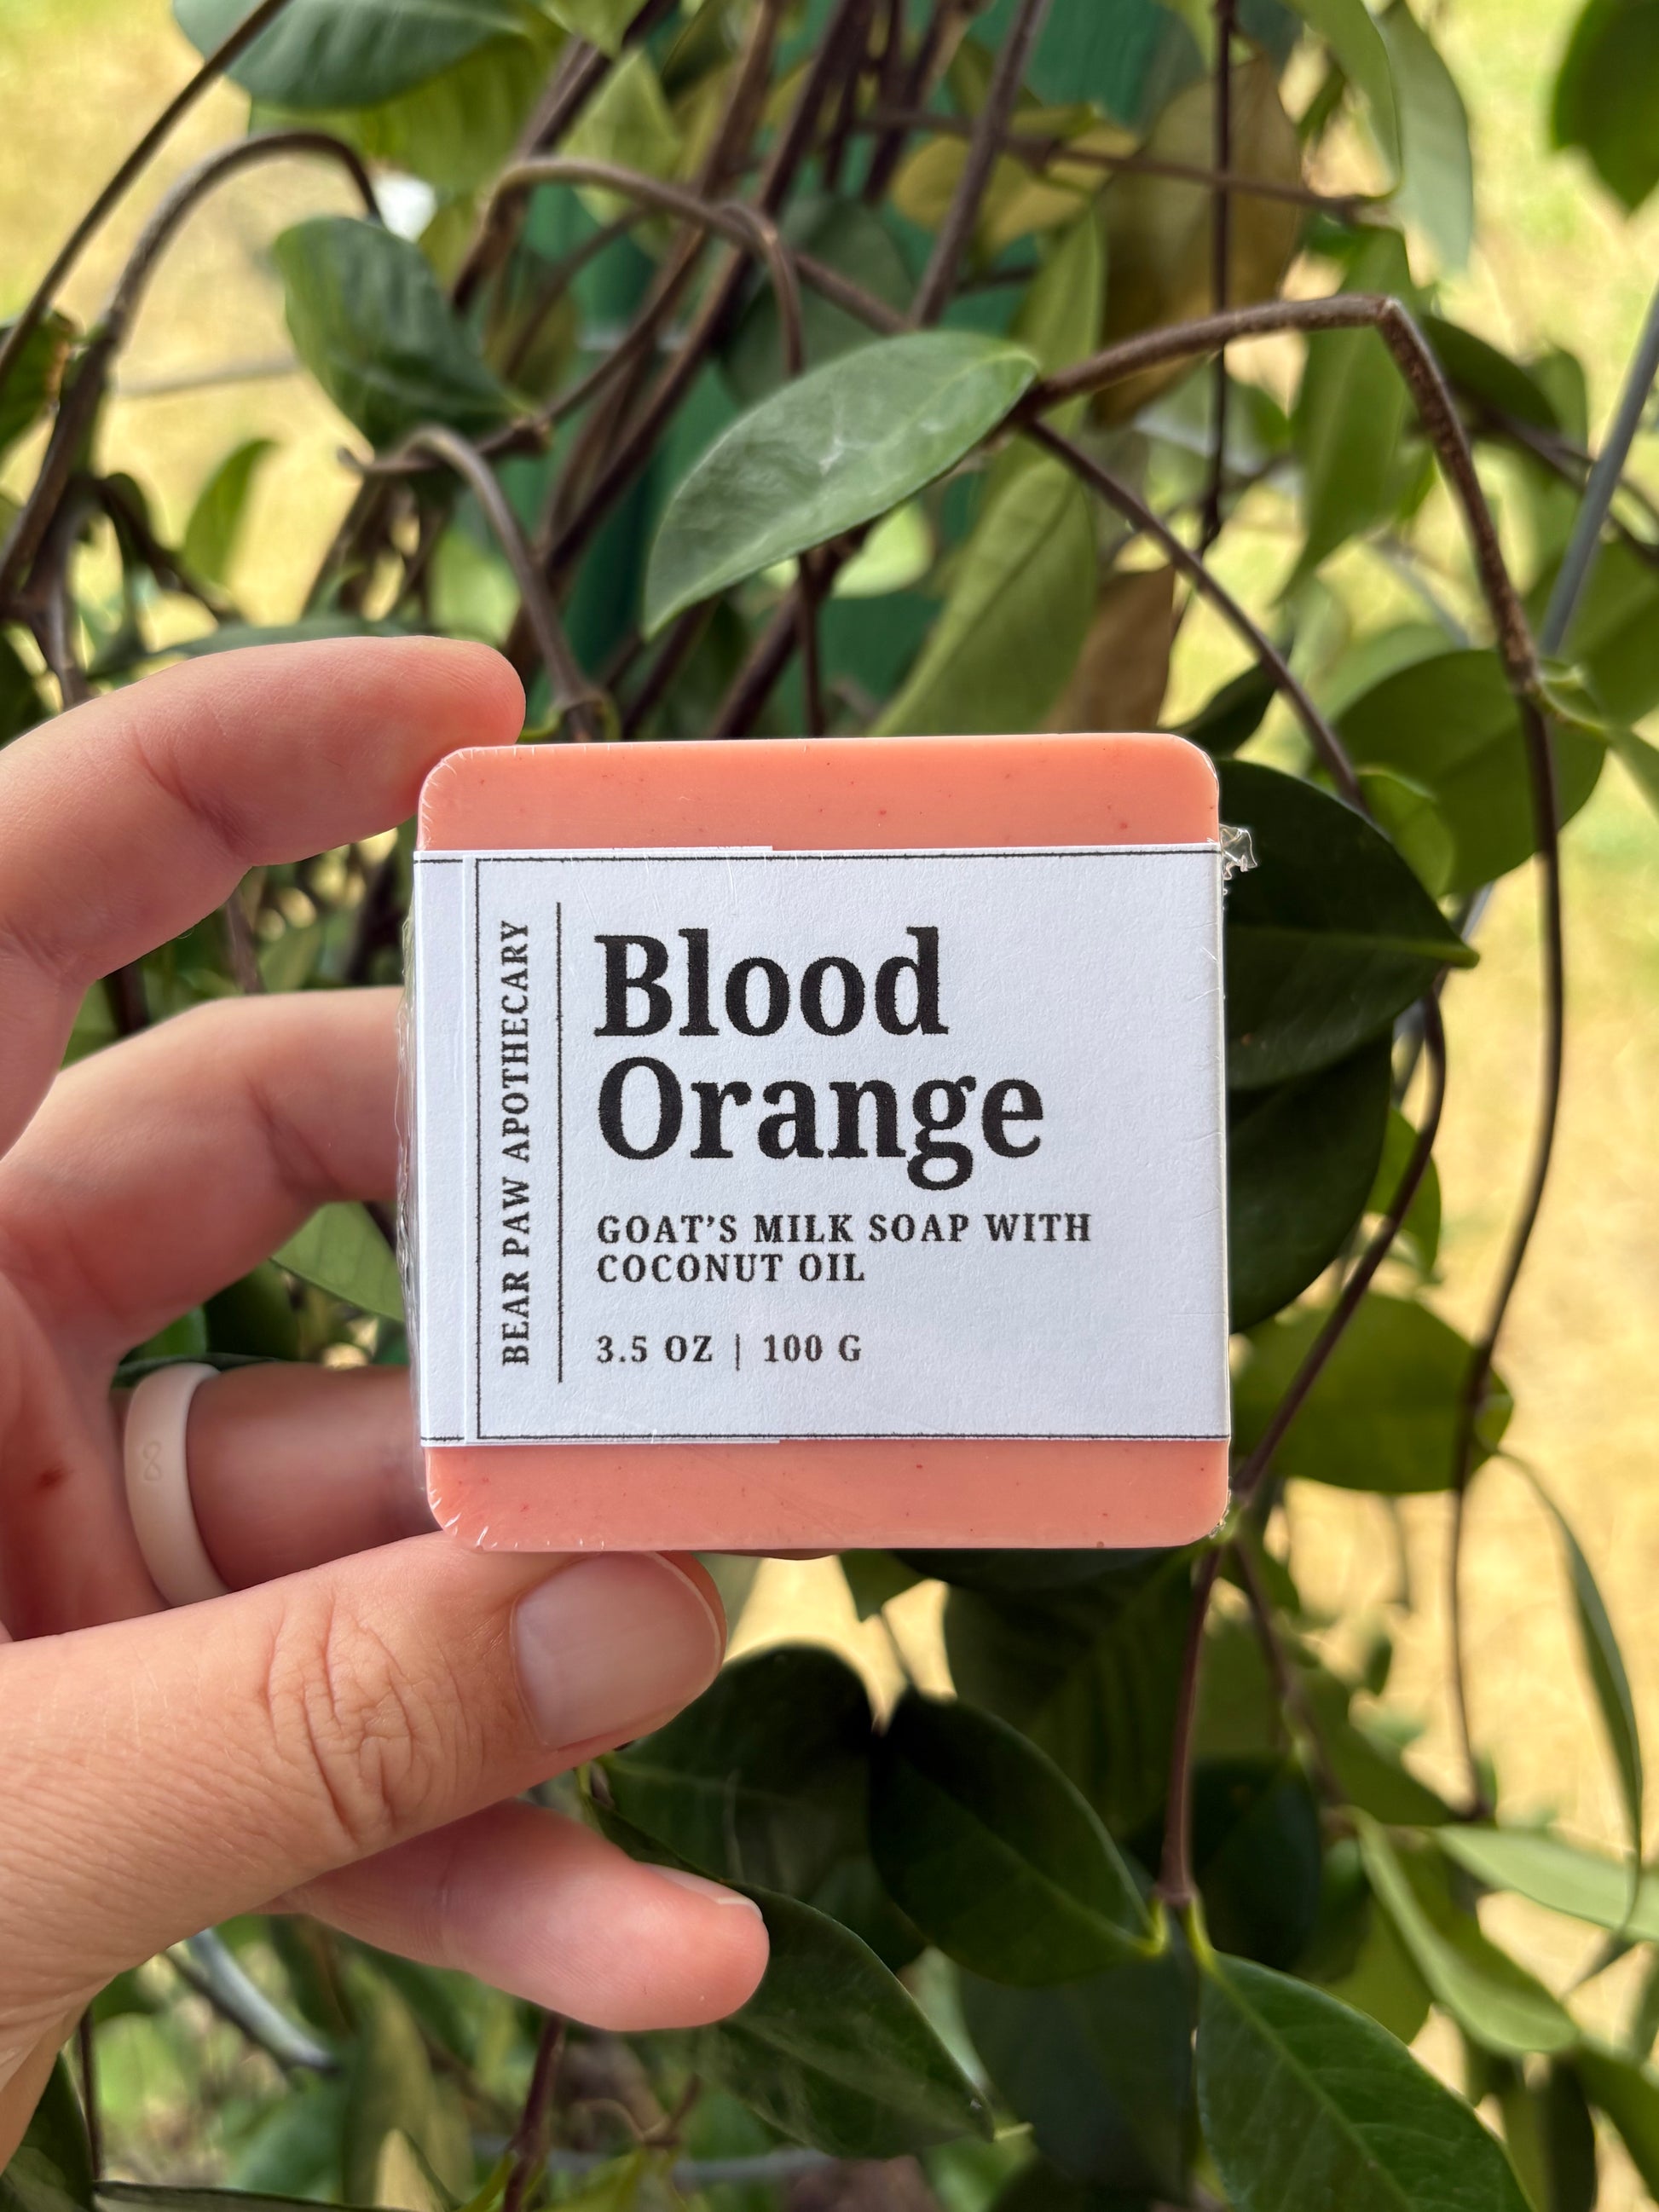 BEAR PAW APOTHECARY
Blood
Orange
GOAT’S MILK SOAP WITH
COCONUT OIL
3.5 OZ | 100 G